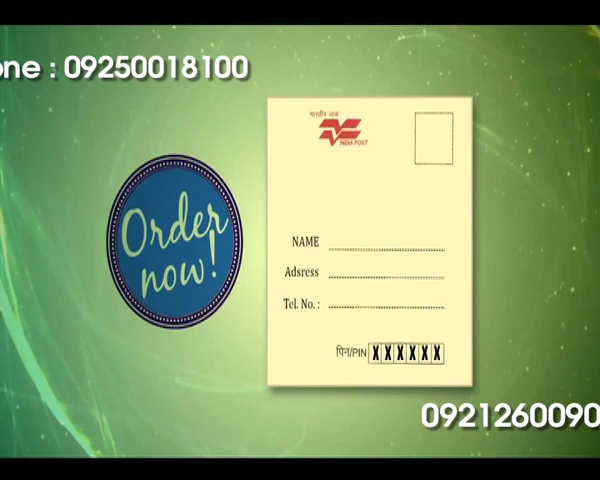 one : 09250018100
भारतीय डाक
INDIA POST
Order
now!
NAME
Adsress
Tel. No. :
पिन/PIN XXXXXX
0921260090